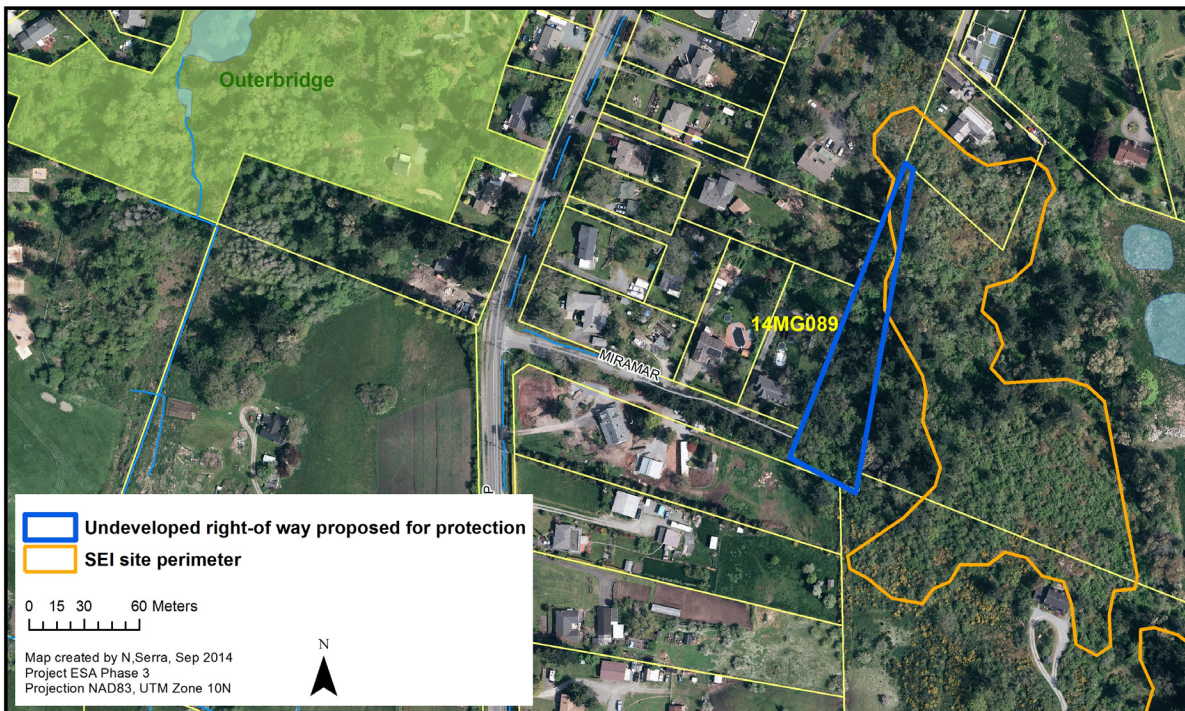 Outerbridge
14MG089
MIRAMAR
P
Undeveloped right-of way proposed for protection
SEI site perimeter
0 15 30 60 Meters
Map created by N,Serra, Sep 2014
Project ESA Phase 3
Projection NAD83, UTM Zone 10N
N